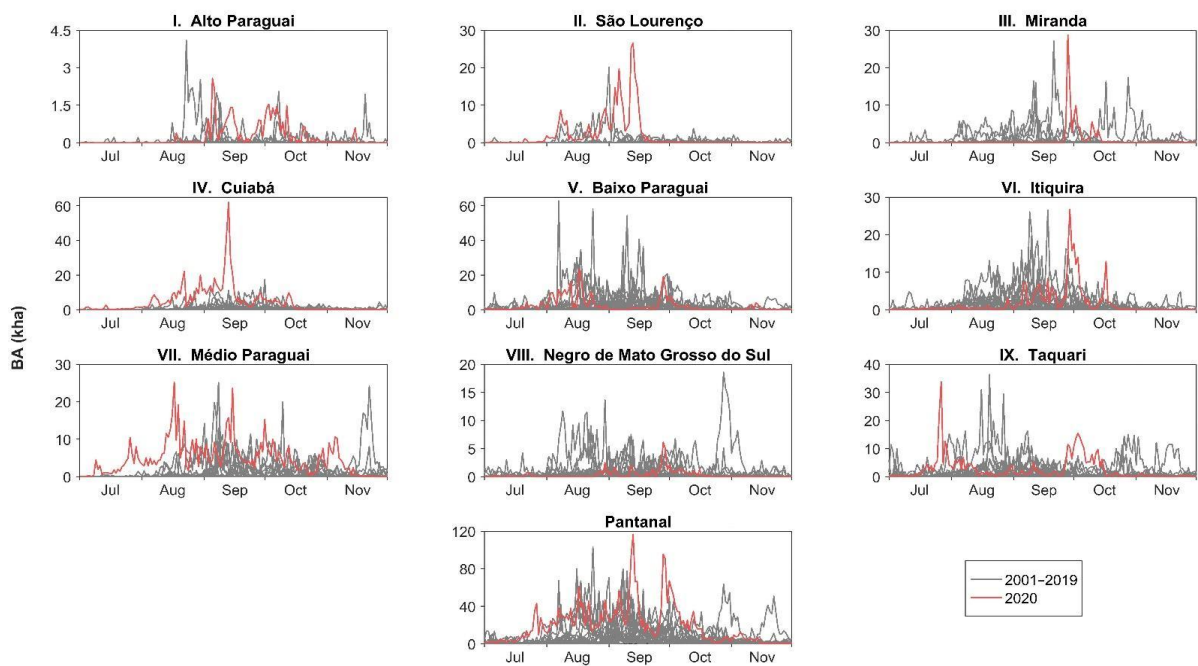 I. Alto Paraguai
II. São Lourenço
III. Miranda
4.5
3
1.5
0
30
20
10
0
30
20
10
0
Jul Aug Sep Oct Nov
Jul Aug Sep Oct Nov
Jul Aug Sep Oct Nov
IV. Cuiabá
V. Baixo Paraguai
VI. Itiquira
60
40
20
0
60
40
20
0
30
20
10
0
Jul Aug Sep Oct Nov
Jul Aug Sep Oct Nov
Jul Aug Sep Oct Nov
BA (kha)
VII. Médio Paraguai
VIII. Negro de Mato Grosso do Sul
IX. Taquari
30
20
10
0
20
15
10
5
0
40
30
20
10
0
Jul Aug Sep Oct Nov
Jul Aug Sep Oct Nov
Jul Aug Sep Oct Nov
Pantanal
120
80
40
0
Jul Aug Sep Oct Nov
2001–2019
2020